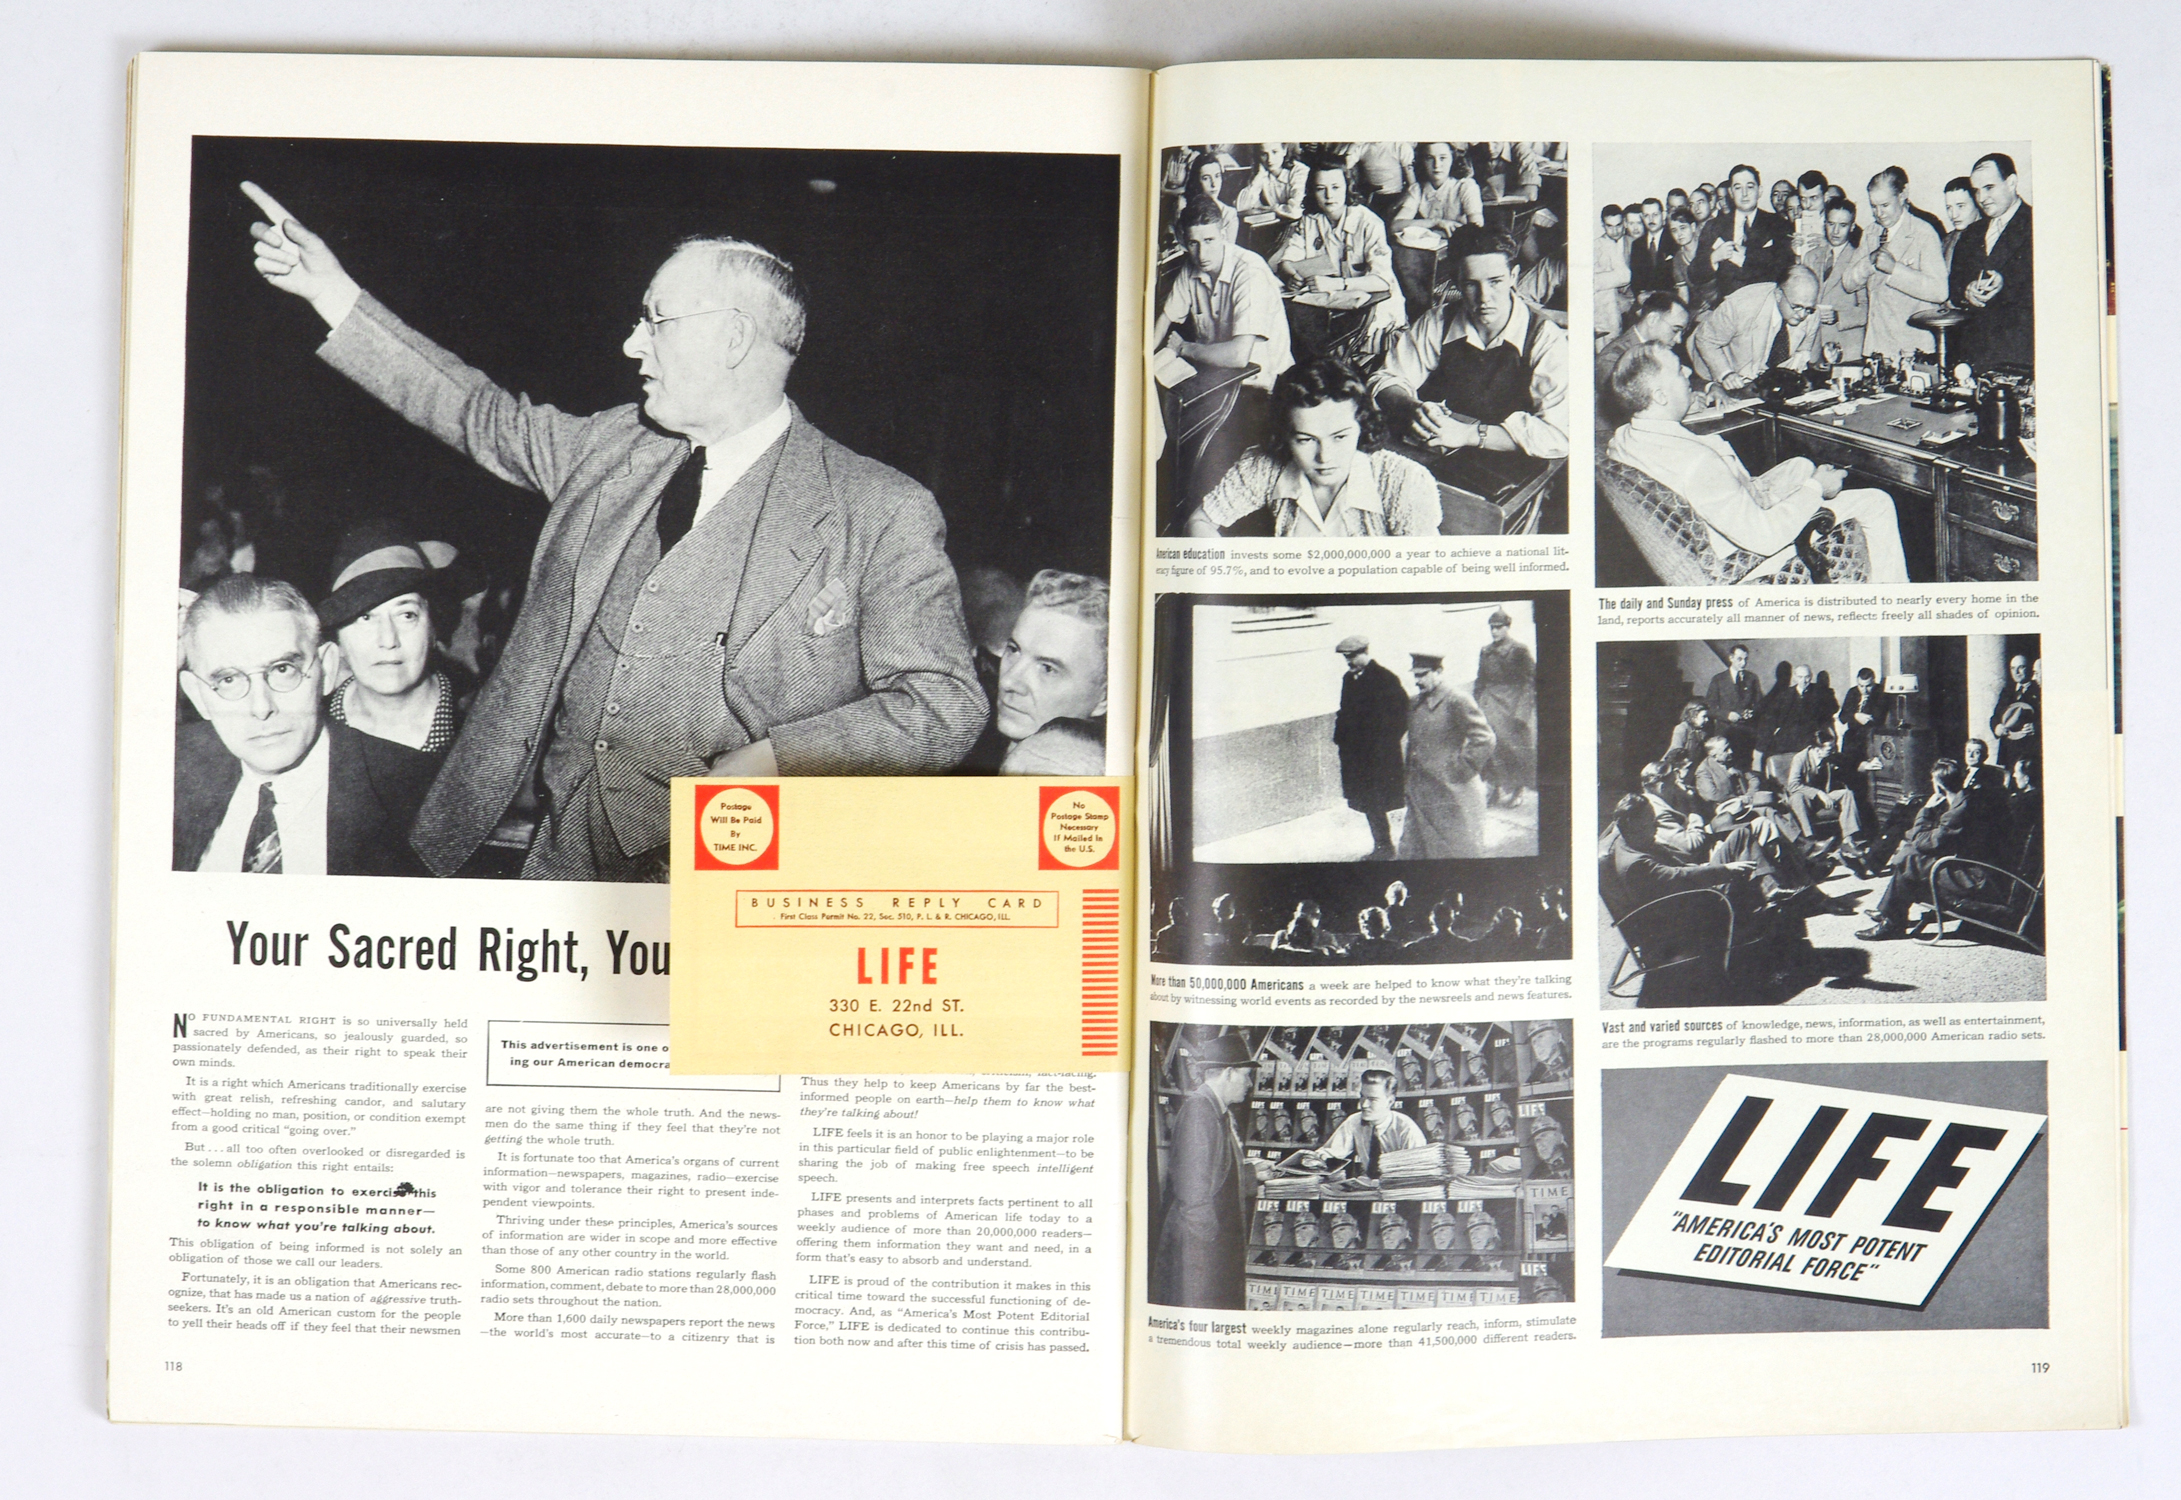 Your Sacred Right, You
NO FUNDAMENTAL RIGHT is so universally held
sacred by Americans, so jealously guarded, so
passionately defended, as their right to speak their
own minds.
It is a right which Americans traditionally exercise
with great relish, refreshing candor, and salutary
effect—holding no man, position, or condition exempt
from a good critical "going over."
But . . . all too often overlooked or disregarded is
the solemn obligation this right entails:
It is the obligation to exercise this
right in a responsible manner—
to know what you're talking about.
This obligation of being informed is not solely an
obligation of those we call our leaders.
Fortunately, it is an obligation that Americans rec-
ognize, that has made us a nation of aggressive truth-
seekers. It's an old American custom for the people
to yell their heads off if they feel that their newsmen
118
This advertisement is one o
ing our American democra
are not giving them the whole truth. And the news-
men do the same thing if they feel that they're not
getting the whole truth.
It is fortunate too that America's organs of current
information—newspapers, magazines, radio—exercise
with vigor and tolerance their right to present inde-
pendent viewpoints.
Thriving under these principles, America's sources
of information are wider in scope and more effective
than those of any other country in the world.
Some 800 American radio stations regularly flash
information, comment, debate to more than 28,000,000
radio sets throughout the nation.
More than 1,600 daily newspapers report the news
—the world's most accurate—to a citizenry that is
Thus they help to keep Americans by far the best-
informed people on earth—help them to know what
they're talking about!
LIFE feels it is an honor to be playing a major role
in this particular field of public enlightenment—to be
sharing the job of making free speech intelligent
speech.
LIFE presents and interprets facts pertinent to all
phases and problems of American life today to a
weekly audience of more than 20,000,000 readers—
offering them information they want and need, in a
form that's easy to absorb and understand.
LIFE is proud of the contribution it makes in this
critical time toward the successful functioning of de-
mocracy. And, as "America's Most Potent Editorial
Force," LIFE is dedicated to continue this contribu-
tion both now and after this time of crisis has passed.
Postage
Will Be Paid
By
TIME INC.
No
Postage Stamp
Necessary
If Mailed in
the U.S.
BUSINESS REPLY CARD
First Class Permit No. 22, Sec. 510, P. L. & R. CHICAGO, ILL.
LIFE
330 E. 22nd ST.
CHICAGO, ILL.
American education invests some $2,000,000,000 a year to achieve a national lit-
eracy figure of 95.7%, and to evolve a population capable of being well informed.
More than 50,000,000 Americans a week are helped to know what they're talking
about by witnessing world events as recorded by the newsreels and news features.
LIFE LIFE LIFE LIFE LIFE LIFE
TIME
TIME TIME TIME TIME TIME TIME TIME
LIFE
America's four largest weekly magazines alone regularly reach, inform, stimulate
a tremendous total weekly audience—more than 41,500,000 different readers.
The daily and Sunday press of America is distributed to nearly every home in the
land, reports accurately all manner of news, reflects freely all shades of opinion.
Vast and varied sources of knowledge, news, information, as well as entertainment,
are the programs regularly flashed to more than 28,000,000 American radio sets.
LIFE
"AMERICA'S MOST POTENT
EDITORIAL FORCE"
119